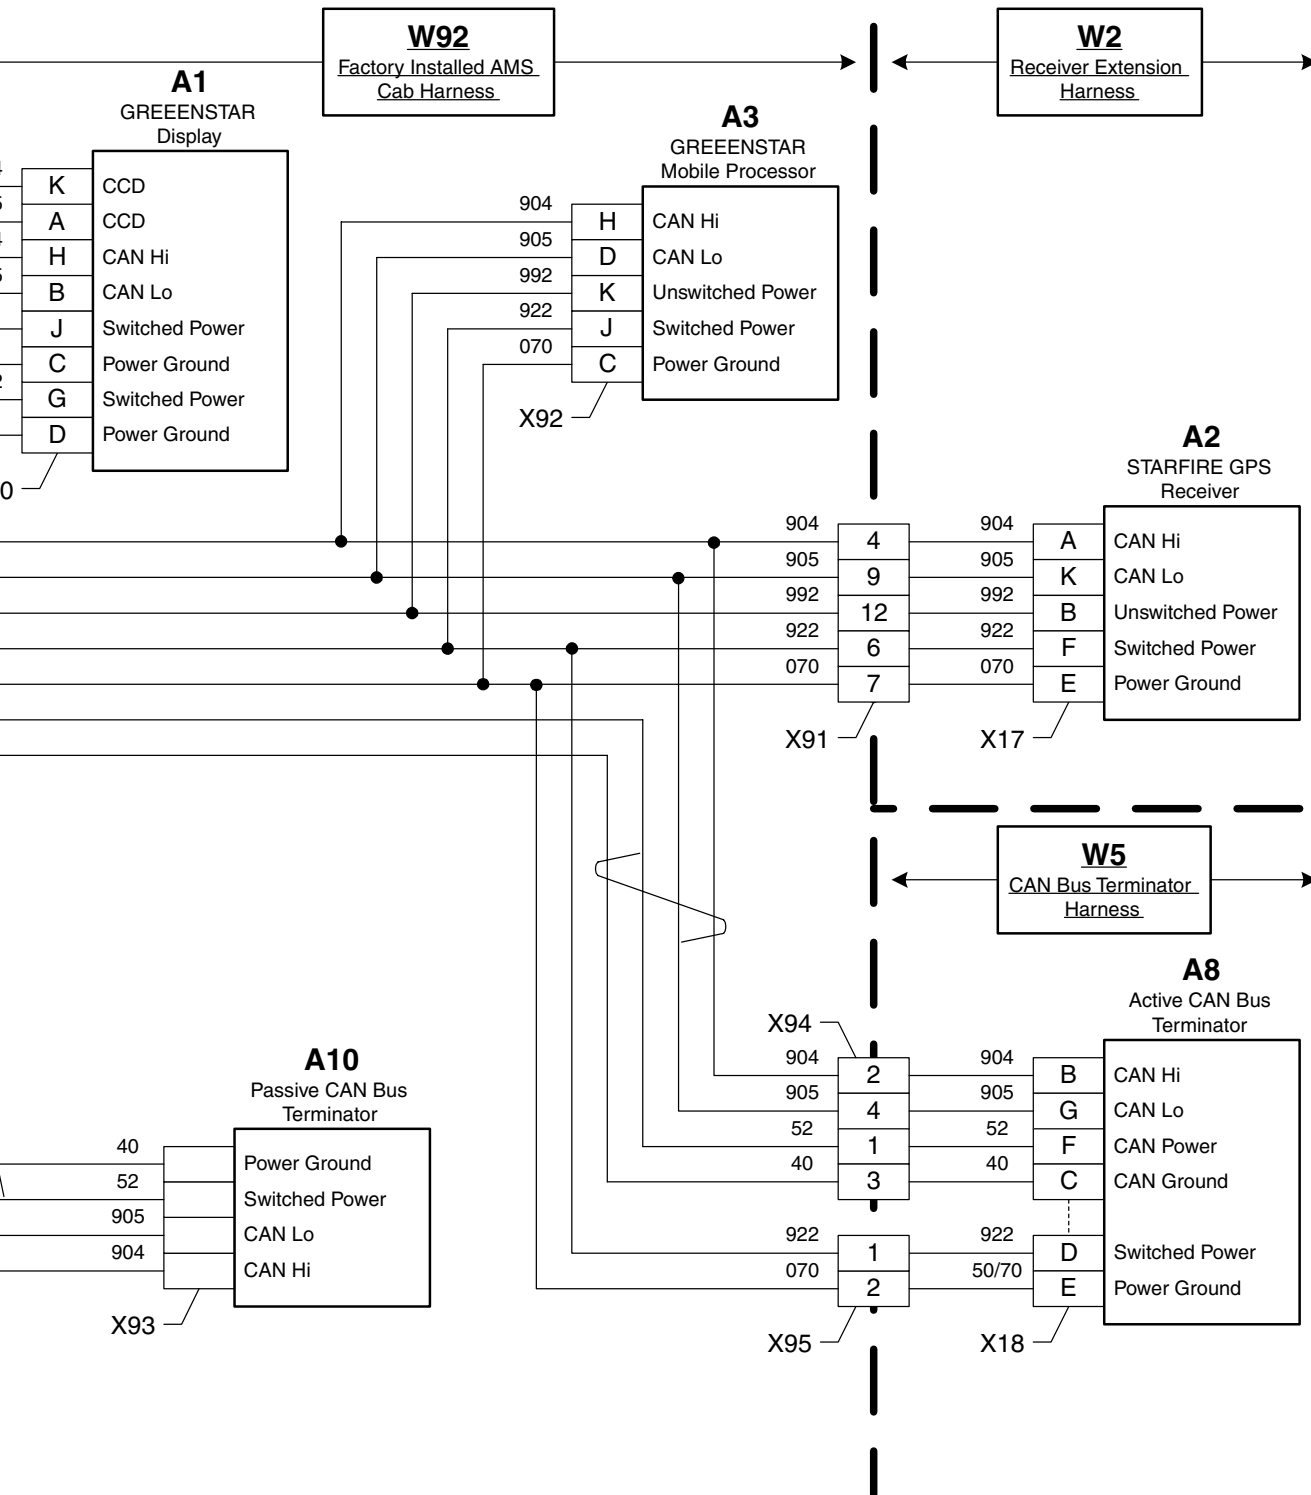 W92
Factory Installed AMS
Cab Harness
W2
Receiver Extension
Harness
A1
GREEENSTAR
Display
K CCD
A CCD
H CAN Hi
B CAN Lo
J Switched Power
C Power Ground
G Switched Power
D Power Ground
0
A3
GREEENSTAR
Mobile Processor
904 H CAN Hi
905 D CAN Lo
992 K Unswitched Power
922 J Switched Power
070 C Power Ground
X92
A2
STARFIRE GPS
Receiver
904 4 904 A CAN Hi
905 9 905 K CAN Lo
992 12 992 B Unswitched Power
922 6 922 F Switched Power
070 7 070 E Power Ground
X91 X17
W5
CAN Bus Terminator
Harness
A8
Active CAN Bus
Terminator
X94
904 2 904 B CAN Hi
905 4 905 G CAN Lo
52 1 52 F CAN Power
40 3 40 C CAN Ground
922 1 922 D Switched Power
070 2 50/70 E Power Ground
X95 X18
A10
Passive CAN Bus
Terminator
40 Power Ground
52 Switched Power
905 CAN Lo
904 CAN Hi
X93